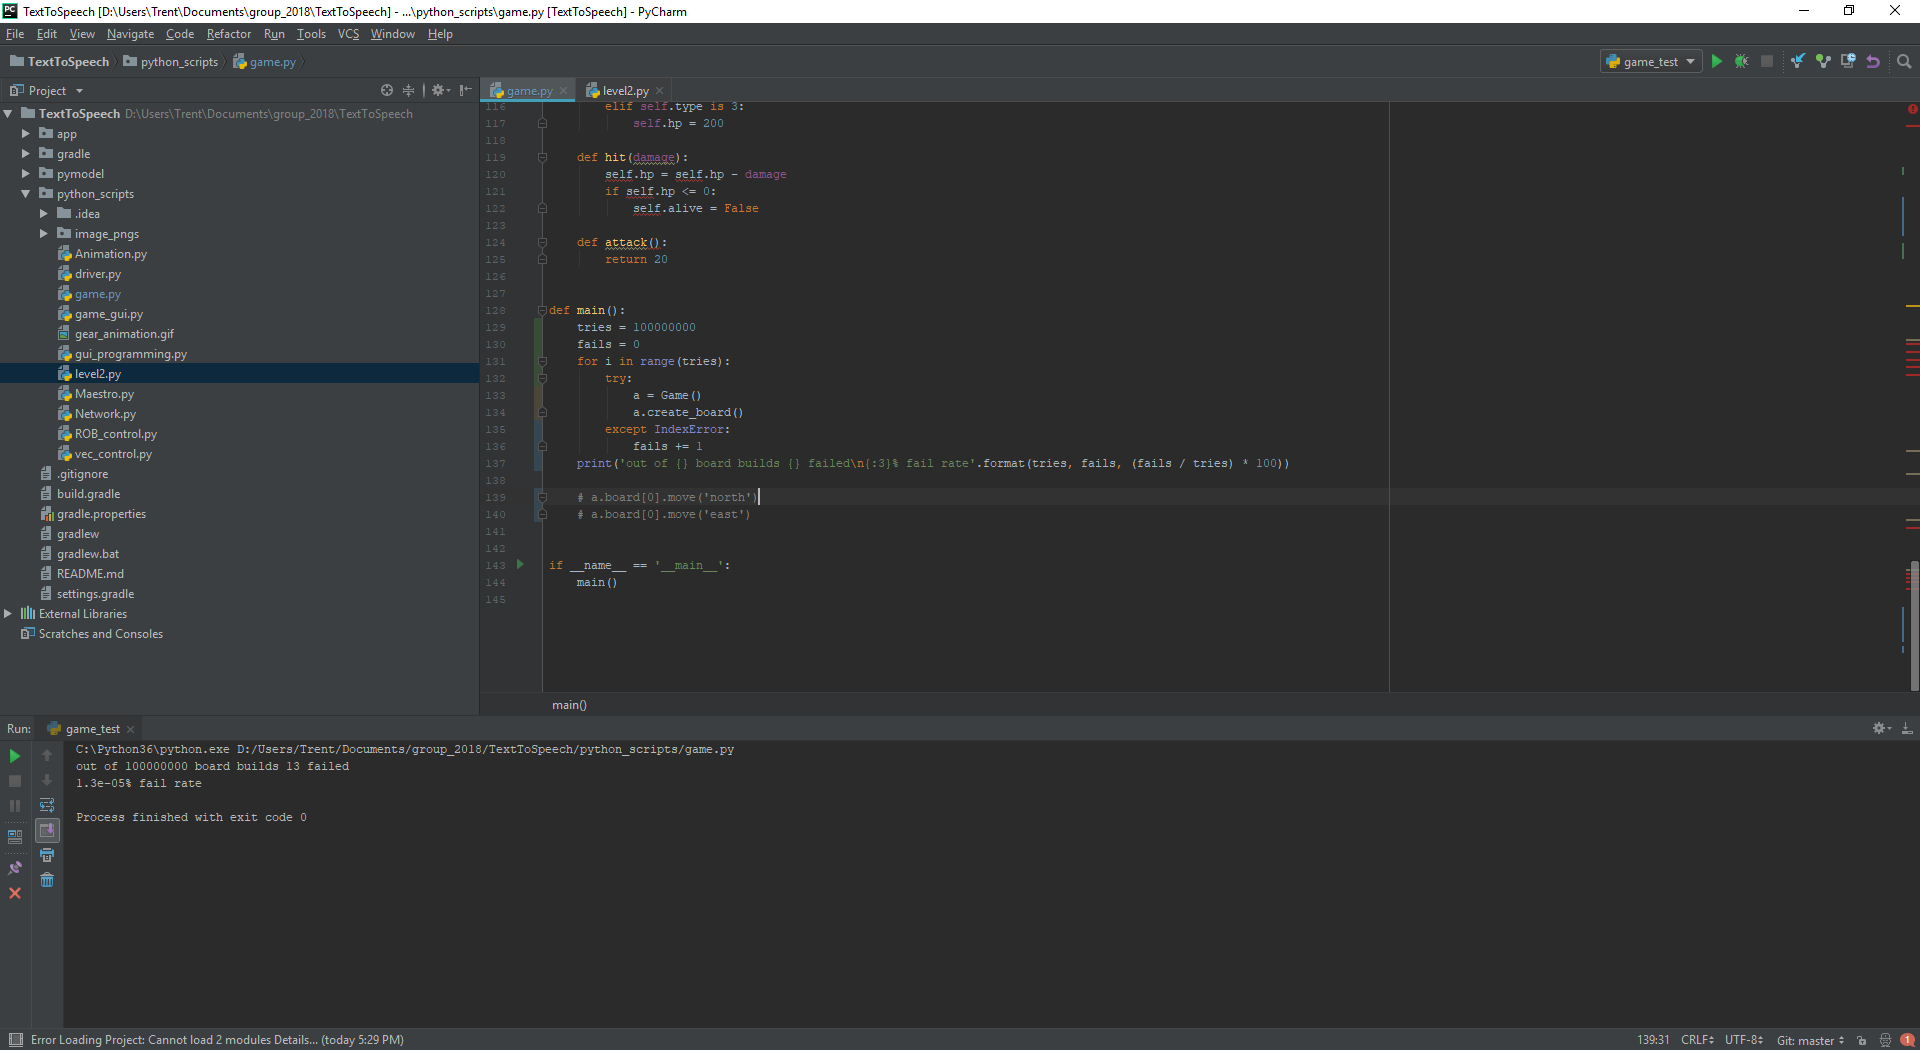 TextToSpeech [D:\Users\Trent\Documents\group_2018\TextToSpeech] - ...\python_scripts\game.py [TextToSpeech] - PyCharm
File Edit View Navigate Code Refactor Run Tools VCS Window Help
TextToSpeech python_scripts game.py
game_test
Project
game.py level2.py
TextToSpeech D:\Users\Trent\Documents\group_2018\TextToSpeech
app
gradle
pymodel
python_scripts
.idea
image_pngs
Animation.py
driver.py
game.py
game_gui.py
gear_animation.gif
gui_programming.py
level2.py
Maestro.py
Network.py
ROB_control.py
vec_control.py
.gitignore
build.gradle
gradle.properties
gradlew
gradlew.bat
README.md
settings.gradle
External Libraries
Scratches and Consoles
116 elif self.type is 3:
117 self.hp = 200
118
119 def hit(damage):
120 self.hp = self.hp - damage
121 if self.hp <= 0:
122 self.alive = False
123
124 def attack():
125 return 20
126
127
128 def main():
129 tries = 100000000
130 fails = 0
131 for i in range(tries):
132 try:
133 a = Game()
134 a.create_board()
135 except IndexError:
136 fails += 1
137 print('out of {} board builds {} failed\n{:3}% fail rate'.format(tries, fails, (fails / tries) * 100))
138
139 # a.board[0].move('north')
140 # a.board[0].move('east')
141
142
143 if __name__ == '__main__':
144 main()
145
main()
Run: game_test
C:\Python36\python.exe D:/Users/Trent/Documents/group_2018/TextToSpeech/python_scripts/game.py
out of 100000000 board builds 13 failed
1.3e-05% fail rate
Process finished with exit code 0
Error Loading Project: Cannot load 2 modules Details... (today 5:29 PM)
139:31 CRLF UTF-8 Git: master 1